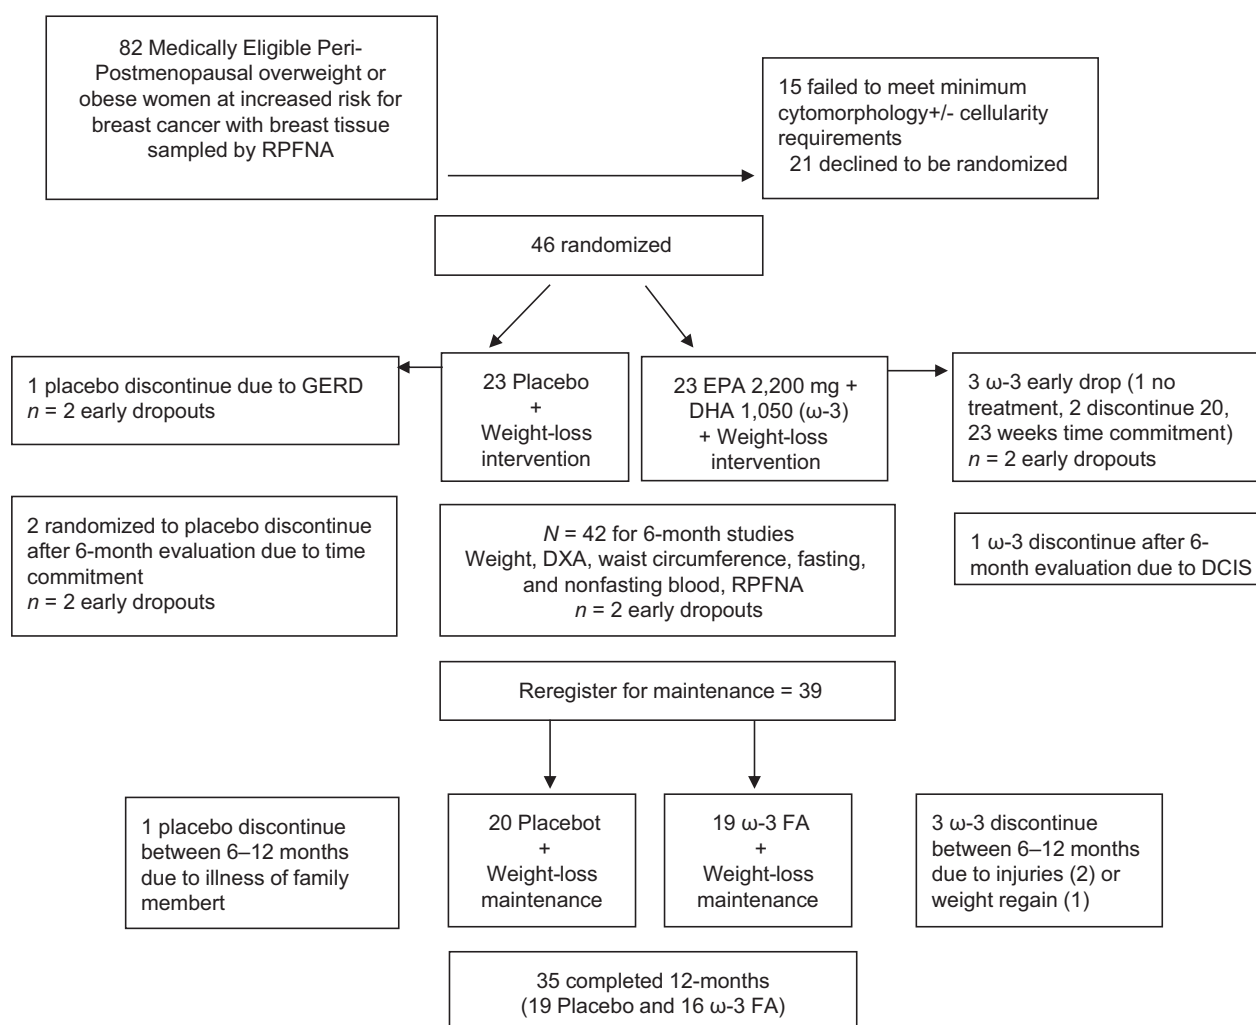 82 Medically Eligible Peri-
Postmenopausal overweight or
obese women at increased risk for
breast cancer with breast tissue
sampled by RPFNA
15 failed to meet minimum
cytomorphology+/- cellularity
requirements
21 declined to be randomized
46 randomized
1 placebo discontinue due to GERD
n = 2 early dropouts
23 Placebo
+
Weight-loss
intervention
23 EPA 2,200 mg +
DHA 1,050 (ω-3)
+ Weight-loss
intervention
3 ω-3 early drop (1 no
treatment, 2 discontinue 20,
23 weeks time commitment)
n = 2 early dropouts
2 randomized to placebo discontinue
after 6-month evaluation due to time
commitment
n = 2 early dropouts
N = 42 for 6-month studies
Weight, DXA, waist circumference, fasting,
and nonfasting blood, RPFNA
n = 2 early dropouts
1 ω-3 discontinue after 6-
month evaluation due to DCIS
Reregister for maintenance = 39
1 placebo discontinue
between 6–12 months
due to illness of family
membert
20 Placebot
+
Weight-loss
maintenance
19 ω-3 FA
+
Weight-loss
maintenance
3 ω-3 discontinue
between 6–12 months
due to injuries (2) or
weight regain (1)
35 completed 12-months
(19 Placebo and 16 ω-3 FA)